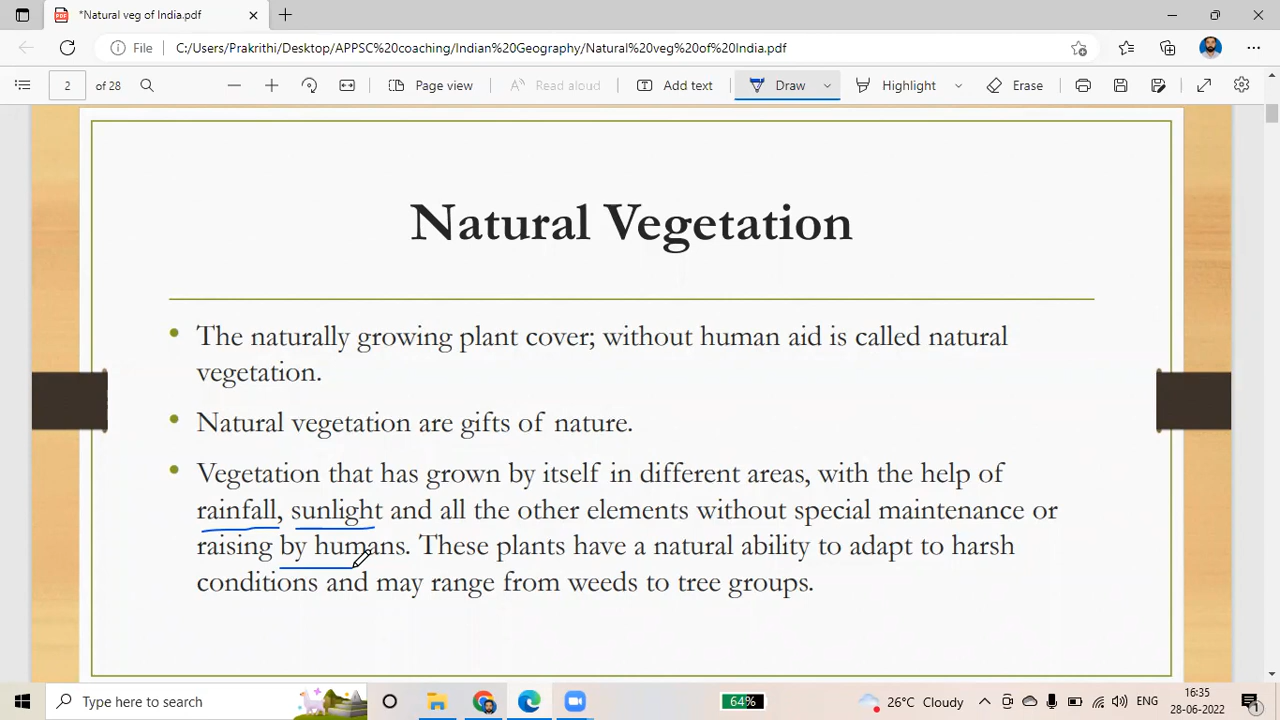 *Natural veg of India.pdf
File
C:/Users/Prakrithi/Desktop/APPSC%20coaching/Indian%20Geography/Natural%20veg%20of%20India.pdf
2 of 28
Page view
Read aloud
Add text
Draw
Highlight
Erase
Natural Vegetation
• The naturally growing plant cover; without human aid is called natural
vegetation.
• Natural vegetation are gifts of nature.
• Vegetation that has grown by itself in different areas, with the help of
rainfall, sunlight and all the other elements without special maintenance or
raising by humans. These plants have a natural ability to adapt to harsh
conditions and may range from weeds to tree groups.
Type here to search
64%
26°C Cloudy
ENG
16:35
28-06-2022
1